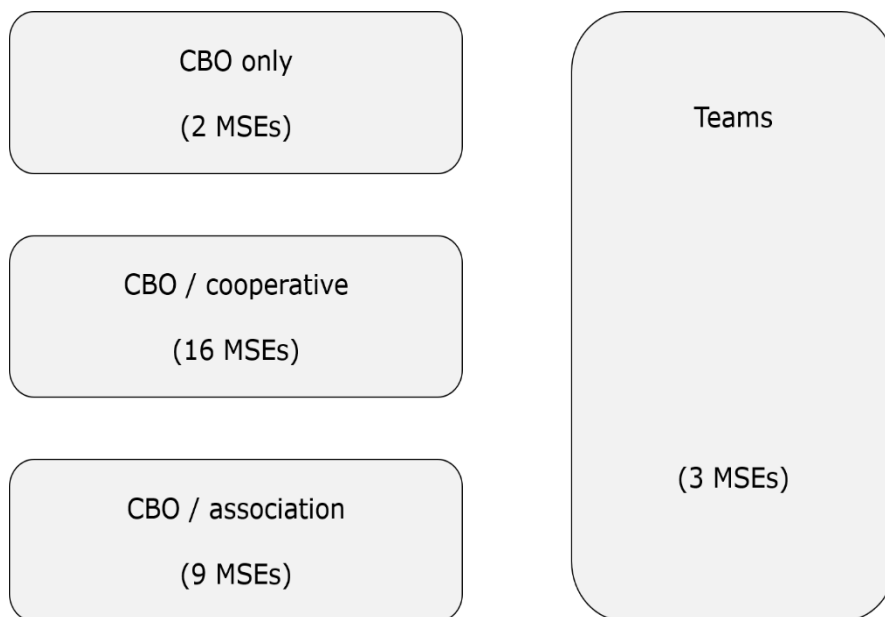 CBO only
(2 MSEs)
CBO / cooperative
(16 MSEs)
CBO / association
(9 MSEs)
Teams
(3 MSEs)